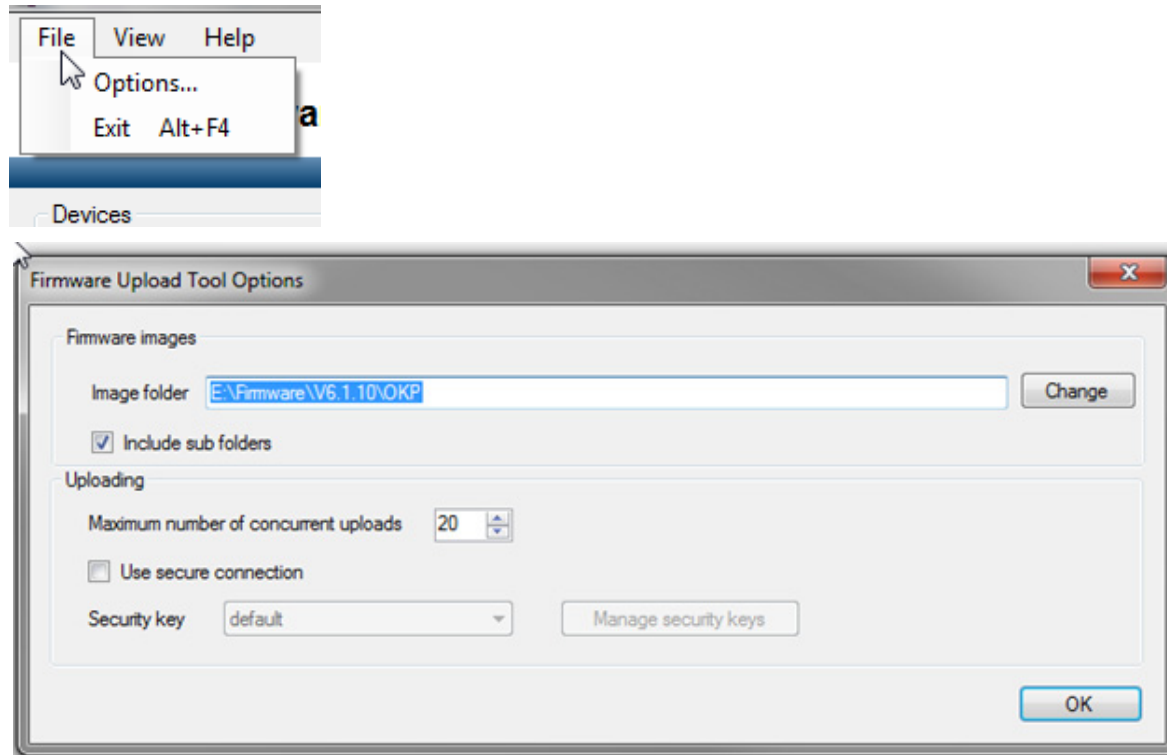 File View Help
Options...
Exit Alt+F4
a
Devices
Firmware Upload Tool Options
Firmware images
Image folder E:\Firmware\V6.1.10\OKP Change
Include sub folders
Uploading
Maximum number of concurrent uploads 20
Use secure connection
Security key default Manage security keys
OK